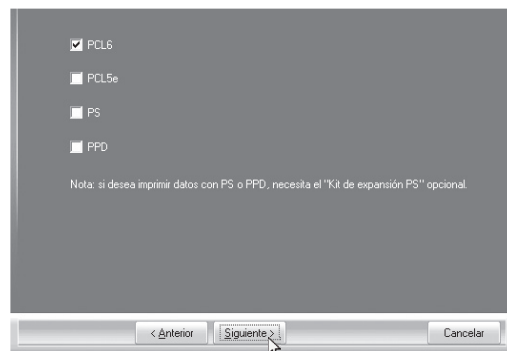 PCL6
PCL5e
PS
PPD
Nota: si desea imprimir datos con PS o PPD, necesita el "Kit de expansión PS" opcional.
< Anterior Siguiente > Cancelar